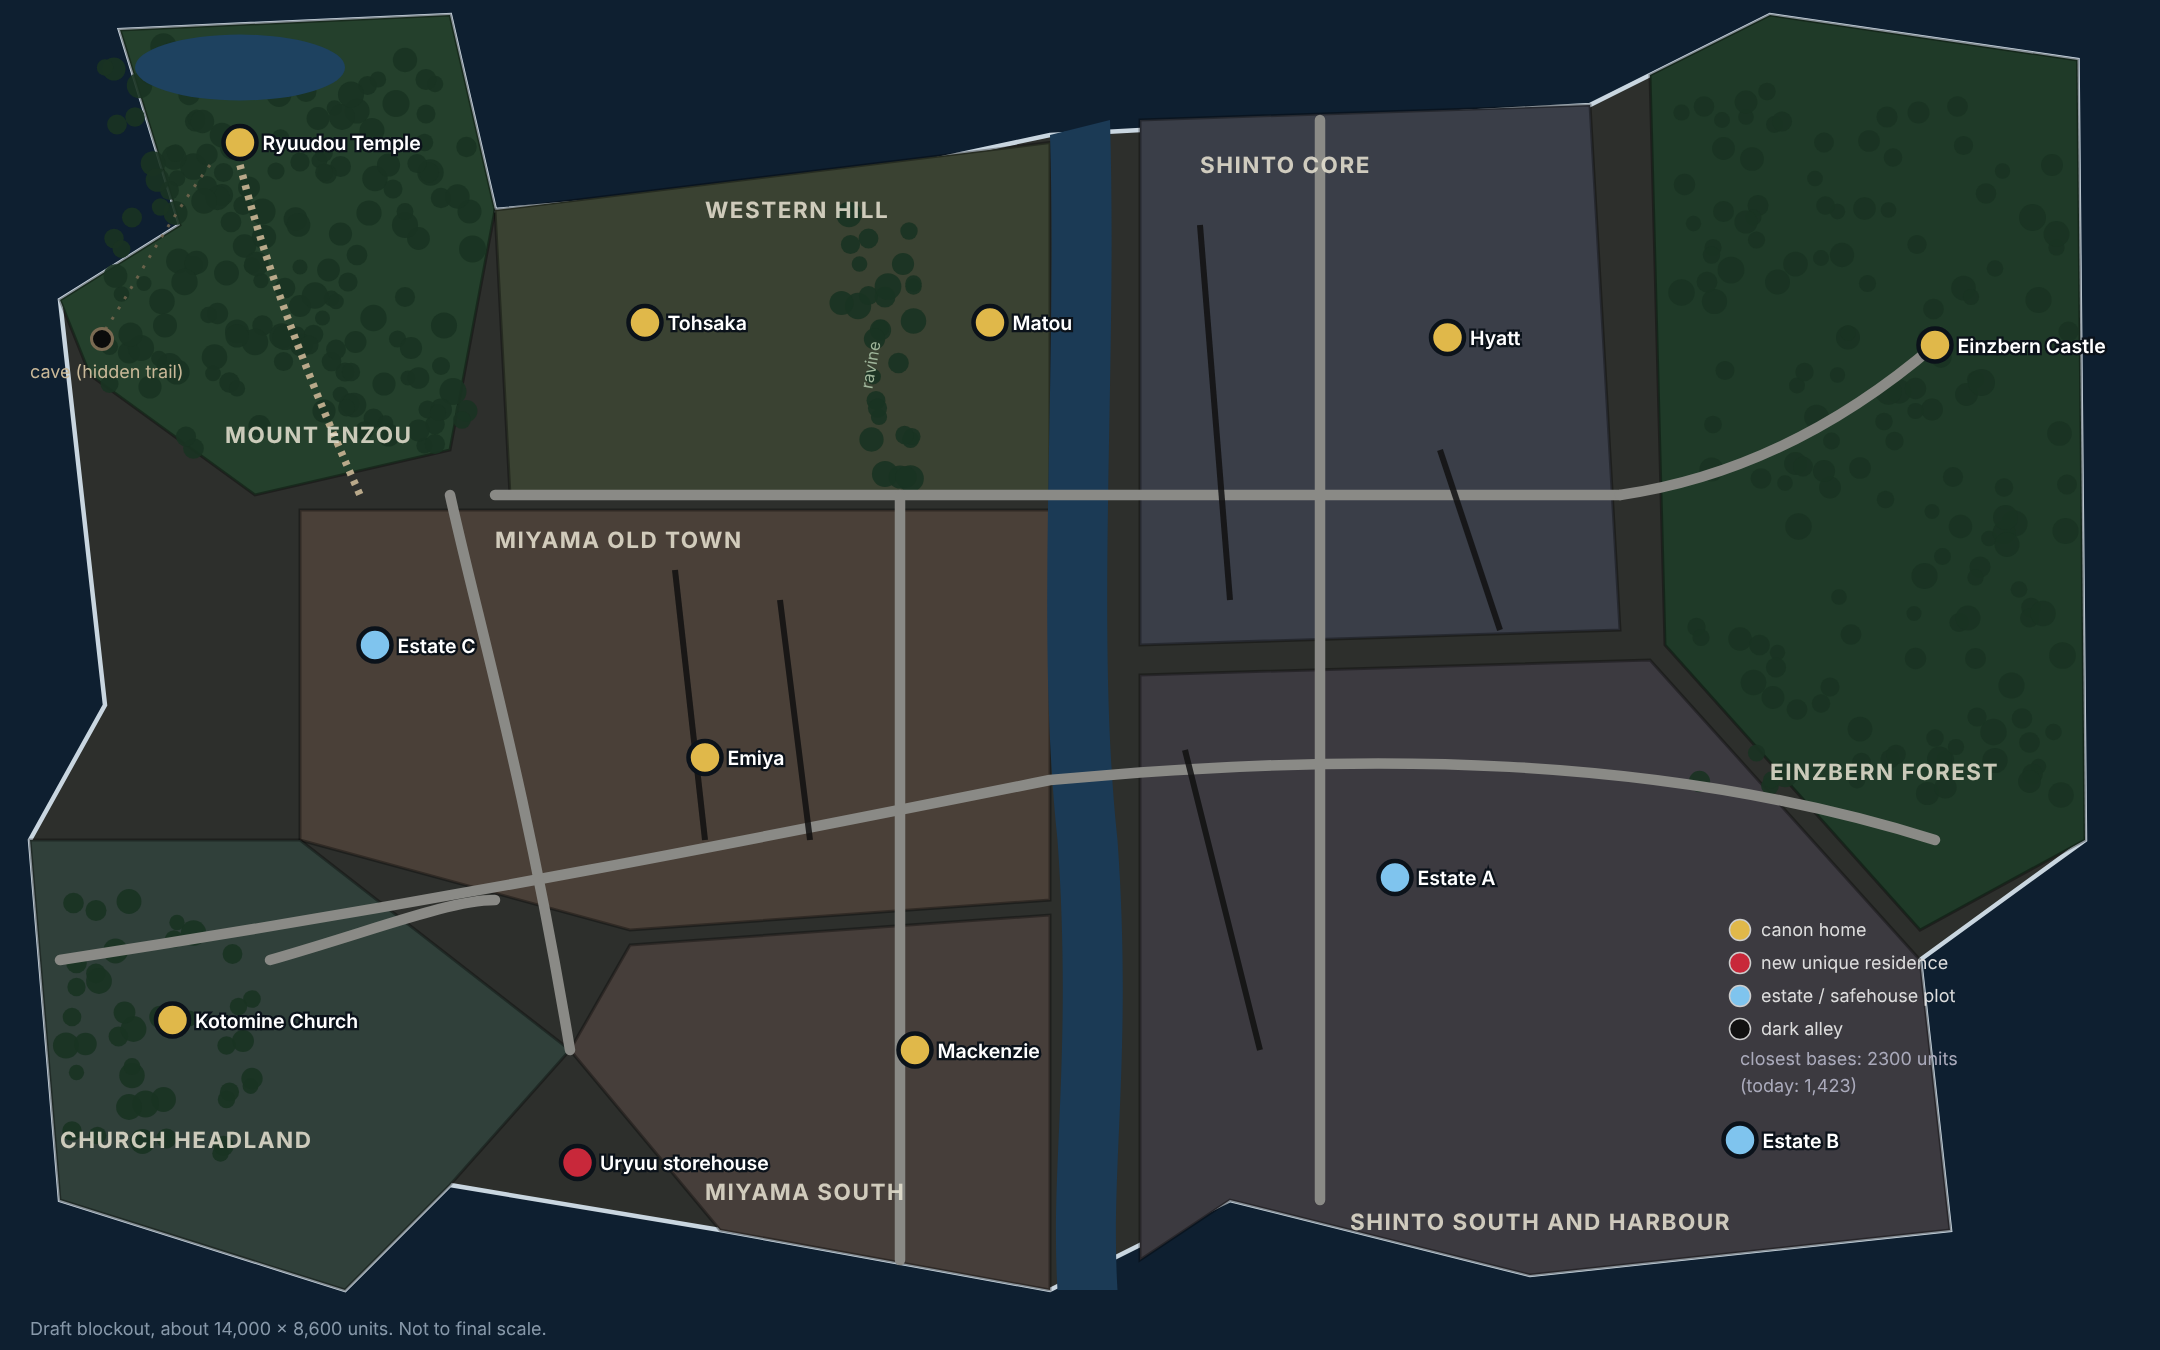 Ryuudou Temple
SHINTO CORE
WESTERN HILL
Tohsaka
Matou
Hyatt
Einzbern Castle
ravine
cave (hidden trail)
MOUNT ENZOU
MIYAMA OLD TOWN
Estate C
Emiya
EINZBERN FOREST
Estate A
canon home
new unique residence
estate / safehouse plot
dark alley
closest bases: 2300 units
(today: 1,423)
Kotomine Church
Mackenzie
CHURCH HEADLAND
Estate B
Uryuu storehouse
MIYAMA SOUTH
SHINTO SOUTH AND HARBOUR
Draft blockout, about 14,000 × 8,600 units. Not to final scale.